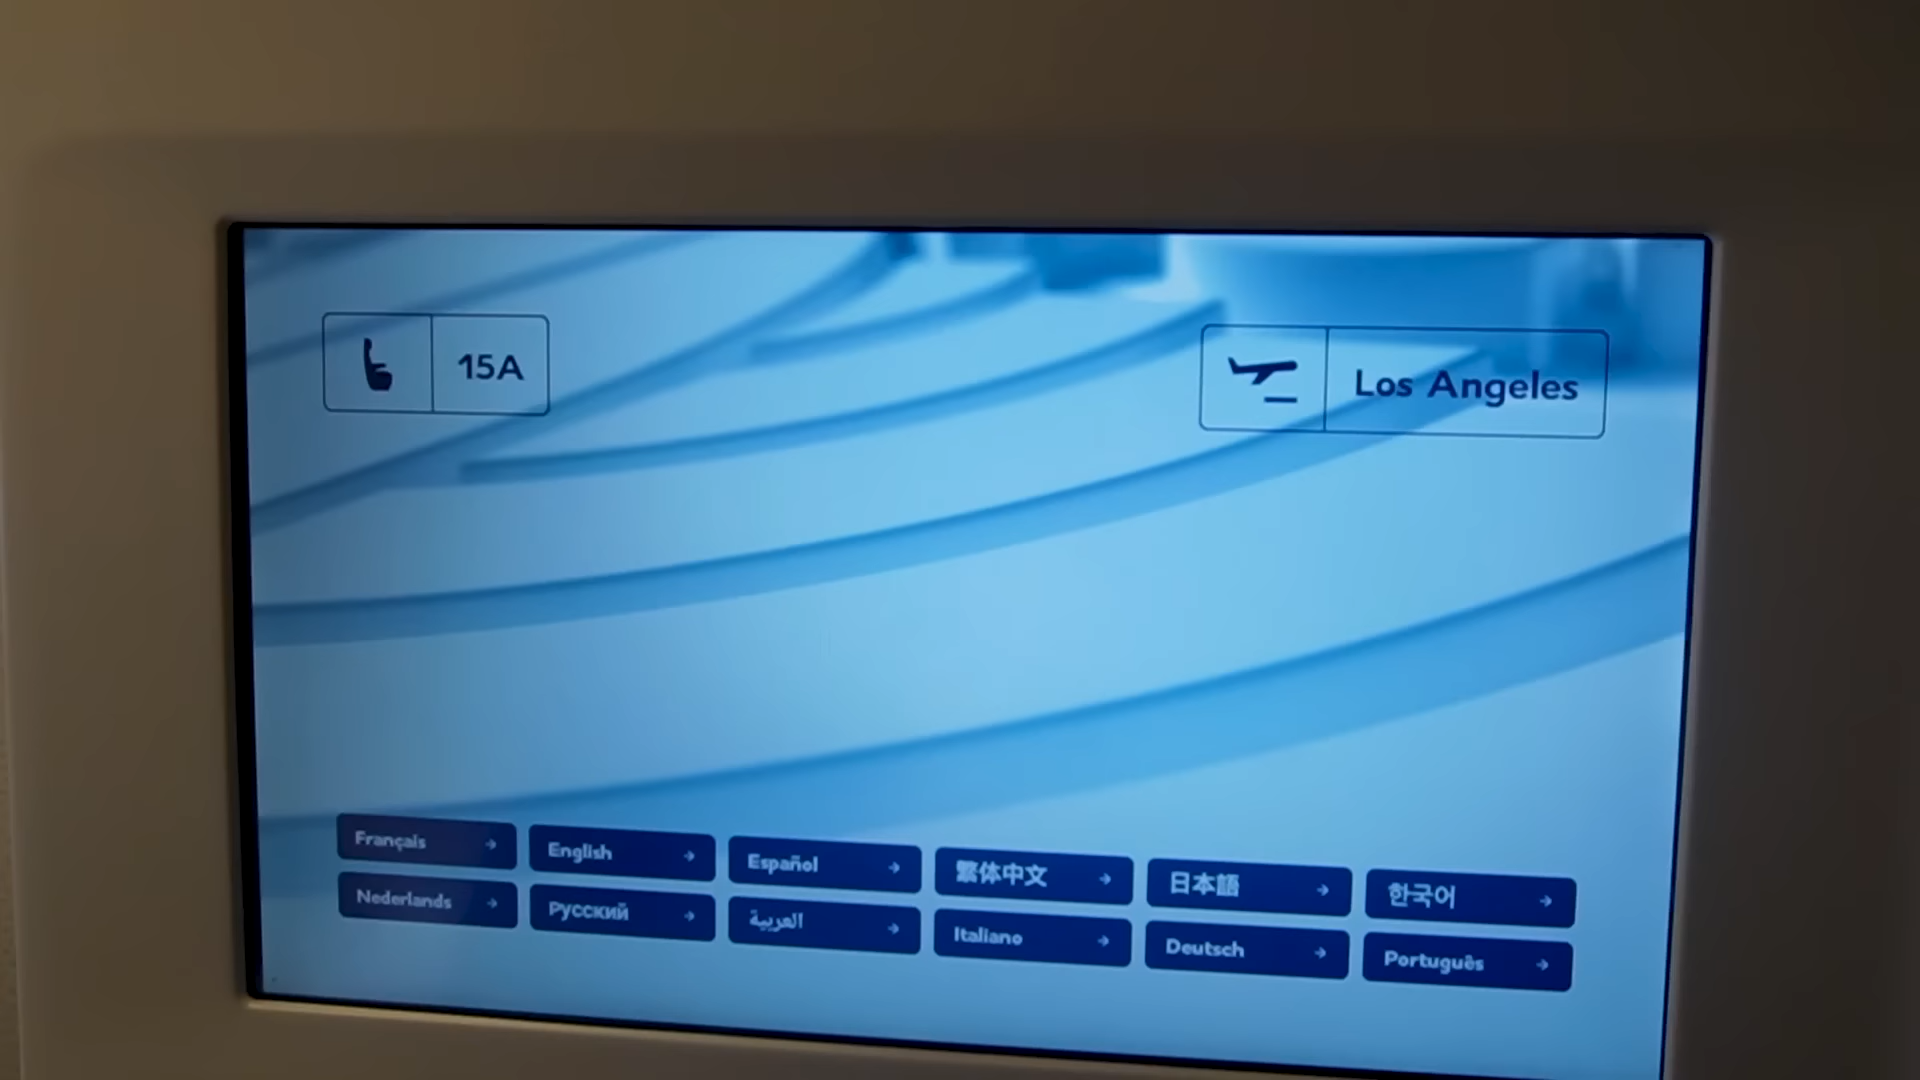 15A
Los Angeles
Français
English
Español
繁体中文
日本語
한국어
Nederlands
Русский
العربية
Italiano
Deutsch
Português